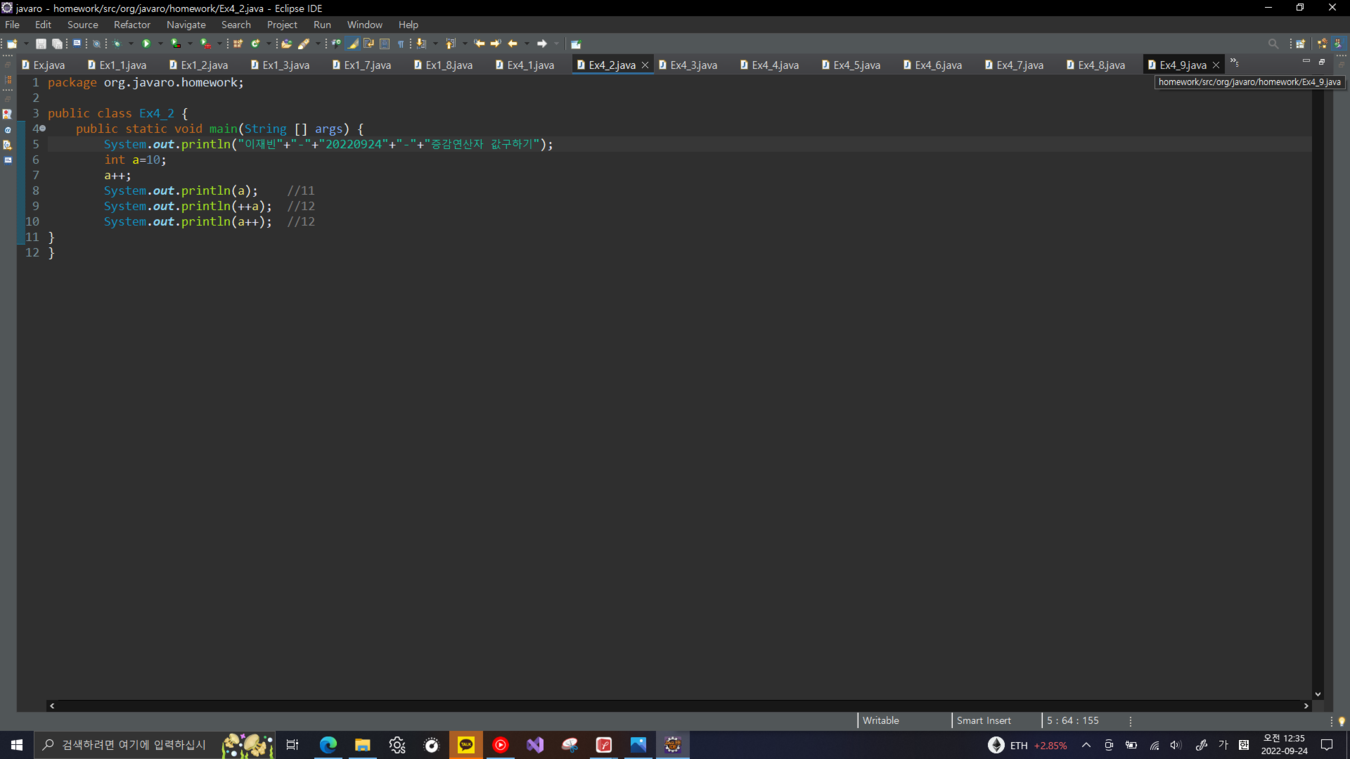 javaro - homework/src/org/javaro/homework/Ex4_2.java - Eclipse IDE
File Edit Source Refactor Navigate Search Project Run Window Help
Ex.java Ex1_1.java Ex1_2.java Ex1_3.java Ex1_7.java Ex1_8.java Ex4_1.java Ex4_2.java Ex4_3.java Ex4_4.java Ex4_5.java Ex4_6.java Ex4_7.java Ex4_8.java Ex4_9.java
homework/src/org/javaro/homework/Ex4_9.java
1 package org.javaro.homework;
2
3 public class Ex4_2 {
4 public static void main(String [] args) {
5 System.out.println("이재빈"+"-"+"20220924"+"-"+"증감연산자 값구하기");
6 int a=10;
7 a++;
8 System.out.println(a); //11
9 System.out.println(++a); //12
10 System.out.println(a++); //12
11 }
12 }
Writable Smart Insert 5 : 64 : 155
검색하려면 여기에 입력하십시
TALK
ETH +2.85%
가
오전 12:35
2022-09-24